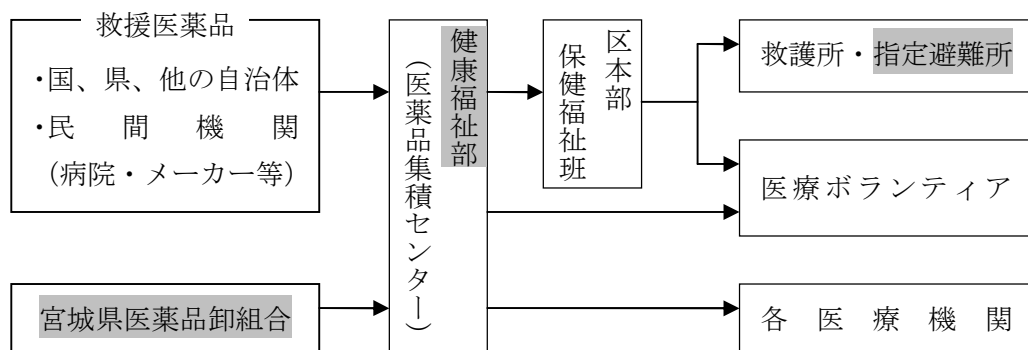 救援医薬品
・国、県、他の自治体
・民間機関
（病院・メーカー等）
宮城県医薬品卸組合
健康福祉部
（医薬品集積センター）
区本部
保健福祉班
救護所・指定避難所
医療ボランティア
各医療機関